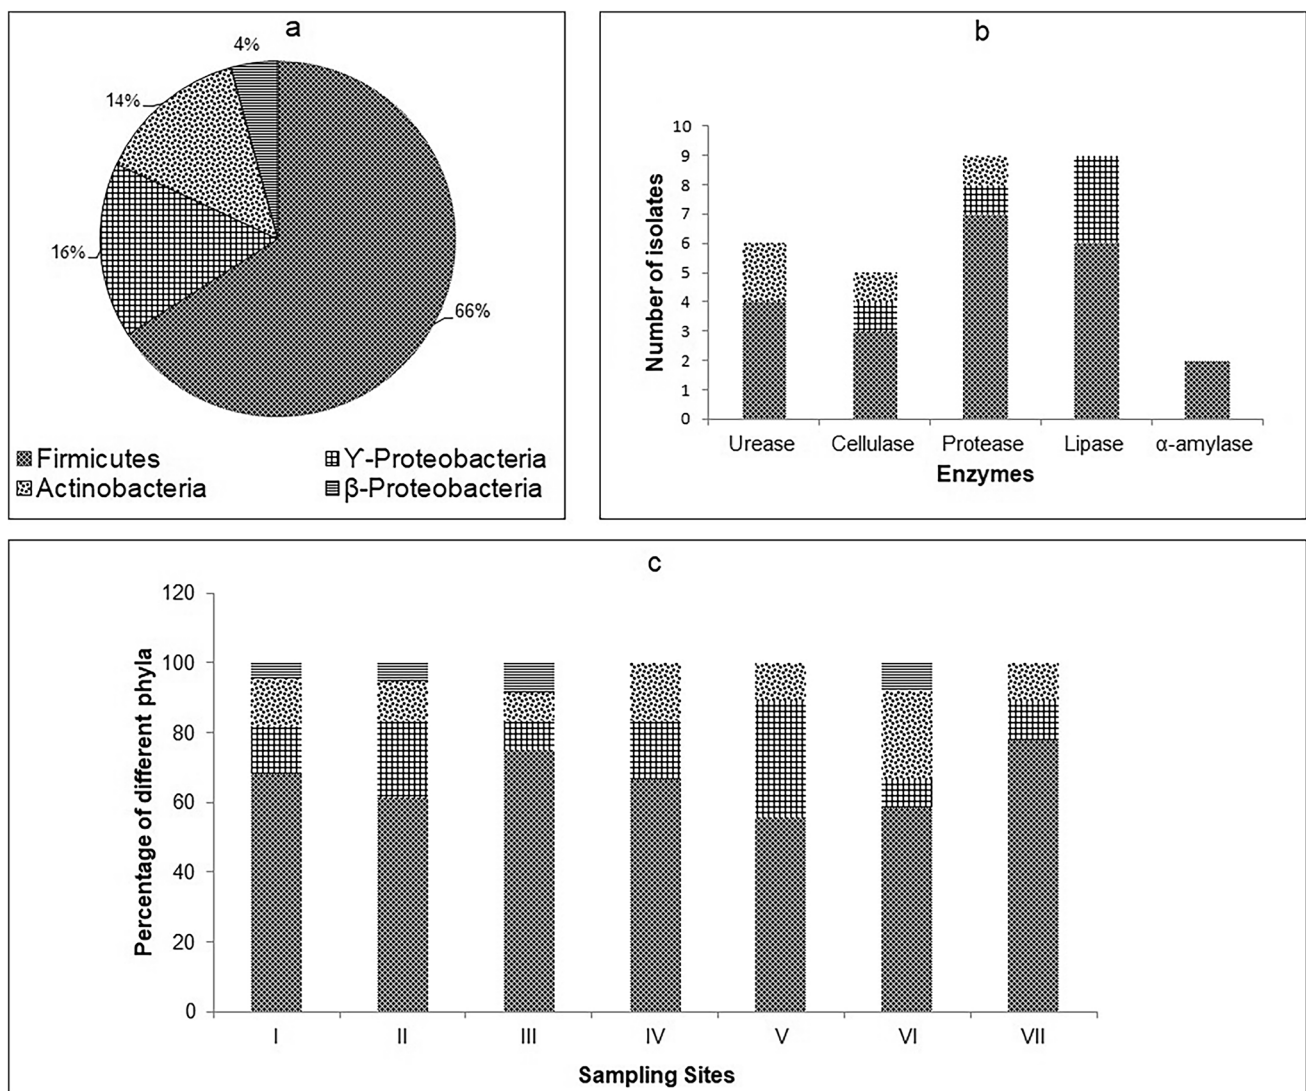 a
4%
14%
16%
66%
Firmicutes
ϒ-Proteobacteria
Actinobacteria
β-Proteobacteria
b
Number of isolates
10
9
8
7
6
5
4
3
2
1
0
Urease Cellulase Protease Lipase α-amylase
Enzymes
c
Percentage of different phyla
120
100
80
60
40
20
0
I II III IV V VI VII
Sampling Sites